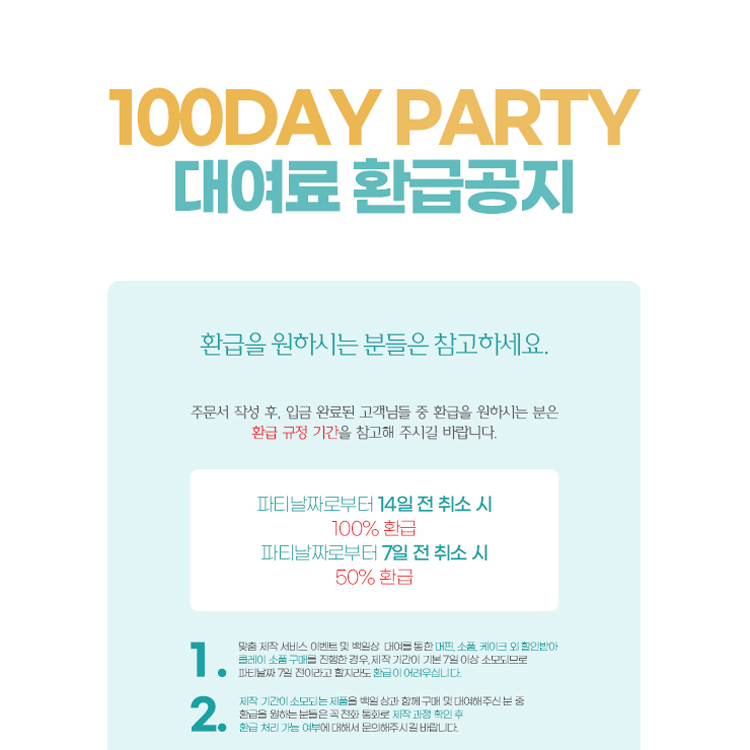 100DAY PARTY
대여료 환급공지
환급을 원하시는 분들은 참고하세요.
주문서 작성 후, 입금 완료된 고객님들 중 환급을 원하시는 분은
환급 규정 기간을 참고해 주시길 바랍니다.
파티날짜로부터 14일 전 취소 시
100% 환급
파티날짜로부터 7일 전 취소 시
50% 환급
1.
맞춤 제작 서비스 이벤트 및 백일상 대여를 통한 머핀, 소품, 케이크 외 할인받아
클레이 소품 구매를 진행한 경우, 제작 기간이 기본 7일 이상 소모되므로
파티날짜 7일 전이라고 할지라도 환급이 어려우십니다.
2.
제작 기간이 소모되는 제품을 백일 상과 함께 구매 및 대여해주신 분 중
환급을 원하는 분들은 꼭 전화 통화로 제작 과정 확인 후
환급 처리 가능 여부에 대해서 문의해주시길 바랍니다.